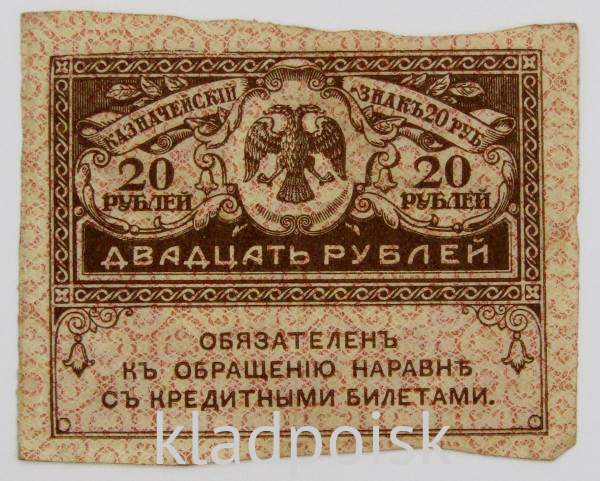 КАЗНАЧЕЙСКІЙ
ЗНАКЪ 20 РУБ
20
РУБЛЕЙ
20
РУБЛЕЙ
ДВАДЦАТЬ РУБЛЕЙ
ОБЯЗАТЕЛЕНЪ
КЪ ОБРАЩЕНІЮ НАРАВНѢ
СЪ КРЕДИТНЫМИ БИЛЕТАМИ.
kladpoisk